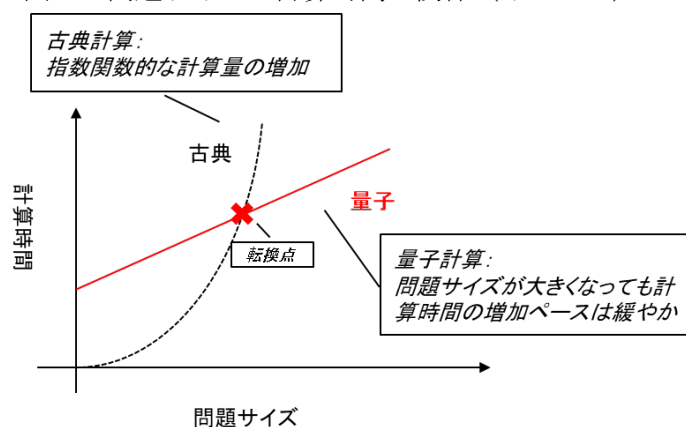 古典計算:
指数関数的な計算量の増加
古典
量子
計算時間
転換点
量子計算:
問題サイズが大きくなっても計
算時間の増加ペースは緩やか
問題サイズ